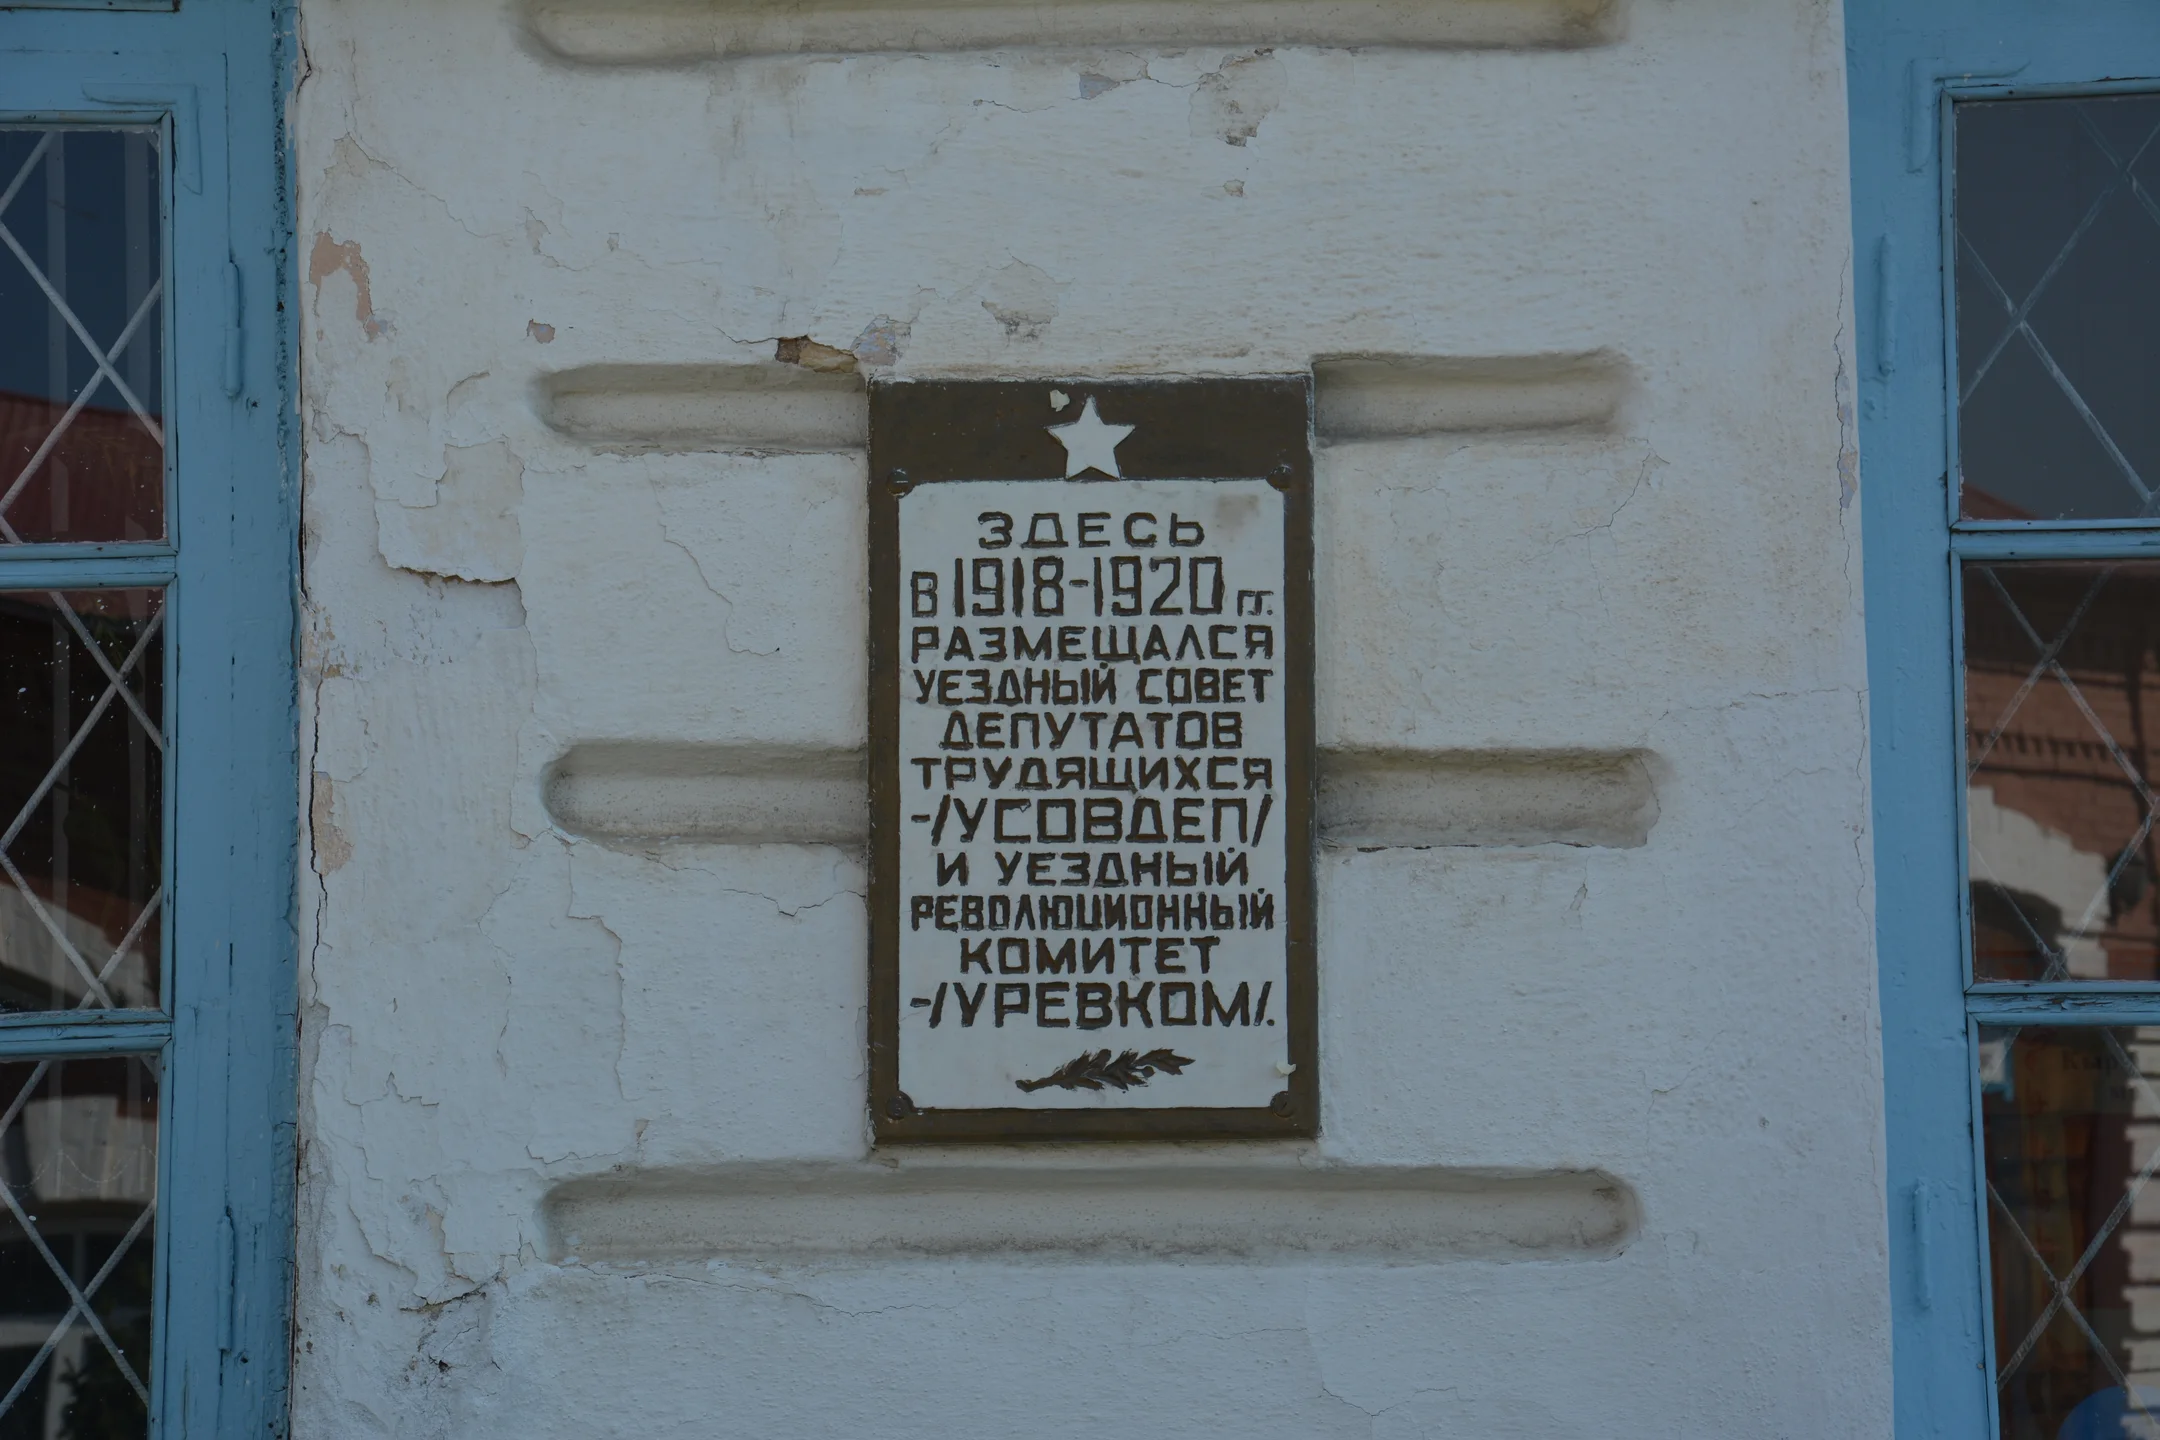 ЗДЕСЬ
В 1918-1920 гг.
РАЗМЕЩАЛСЯ
УЕЗДНЫЙ СОВЕТ
ДЕПУТАТОВ
ТРУДЯЩИХСЯ
-/УСОВДЕП/
И УЕЗДНЫЙ
РЕВОЛЮЦИОННЫЙ
КОМИТЕТ
-/УРЕВКОМ/.